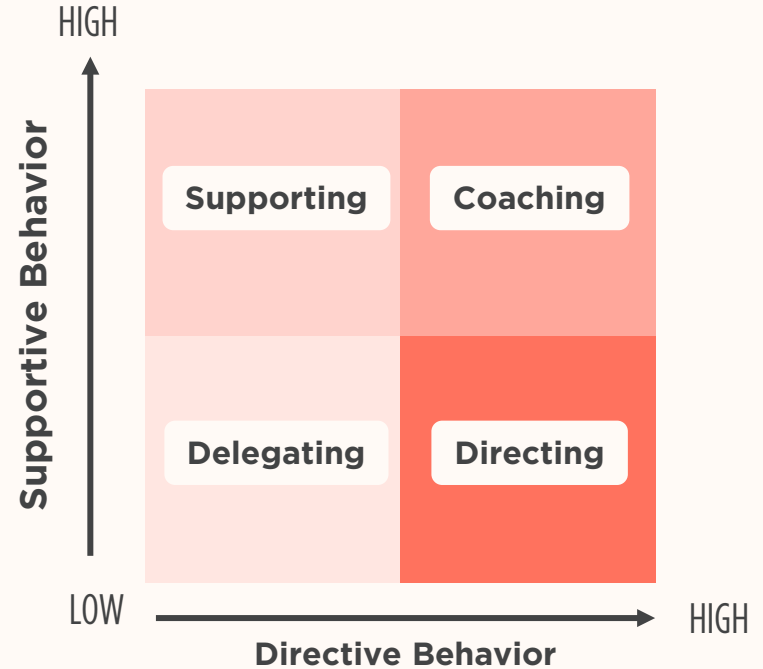 HIGH
Supportive Behavior
Supporting
Coaching
Delegating
Directing
LOW
HIGH
Directive Behavior